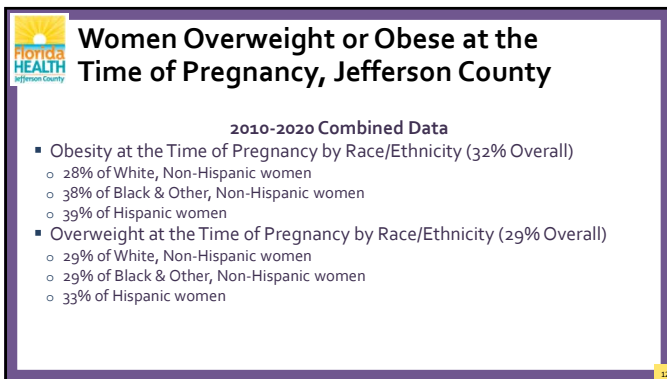 Florida
HEALTH
Jefferson County
Women Overweight or Obese at the
Time of Pregnancy, Jefferson County
2010-2020 Combined Data
▪ Obesity at the Time of Pregnancy by Race/Ethnicity (32% Overall)
o 28% of White, Non-Hispanic women
o 38% of Black & Other, Non-Hispanic women
o 39% of Hispanic women
▪ Overweight at the Time of Pregnancy by Race/Ethnicity (29% Overall)
o 29% of White, Non-Hispanic women
o 29% of Black & Other, Non-Hispanic women
o 33% of Hispanic women
12